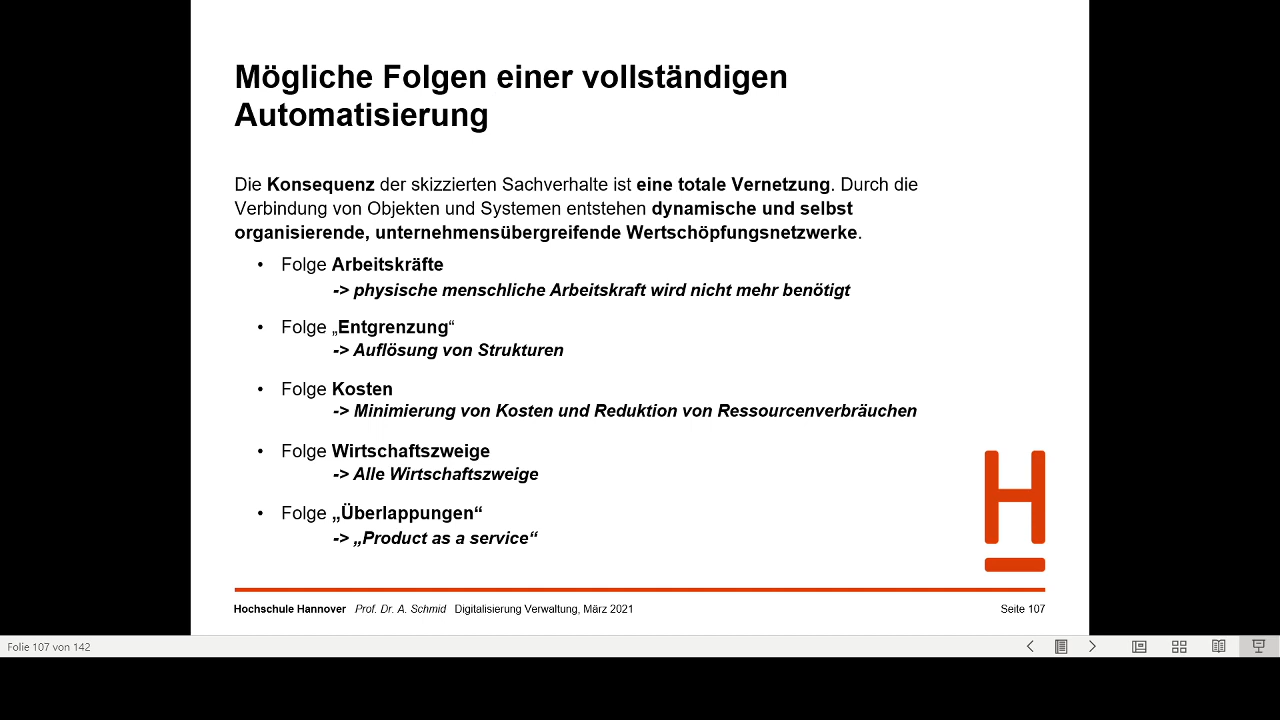 Mögliche Folgen einer vollständigen
Automatisierung
Die Konsequenz der skizzierten Sachverhalte ist eine totale Vernetzung. Durch die
Verbindung von Objekten und Systemen entstehen dynamische und selbst
organisierende, unternehmensübergreifende Wertschöpfungsnetzwerke.
• Folge Arbeitskräfte
-> physische menschliche Arbeitskraft wird nicht mehr benötigt
• Folge „Entgrenzung“
-> Auflösung von Strukturen
• Folge Kosten
-> Minimierung von Kosten und Reduktion von Ressourcenverbräuchen
• Folge Wirtschaftszweige
-> Alle Wirtschaftszweige
• Folge „Überlappungen“
-> „Product as a service“
H
Hochschule Hannover Prof. Dr. A. Schmid Digitalisierung Verwaltung, März 2021 Seite 107
Folie 107 von 142